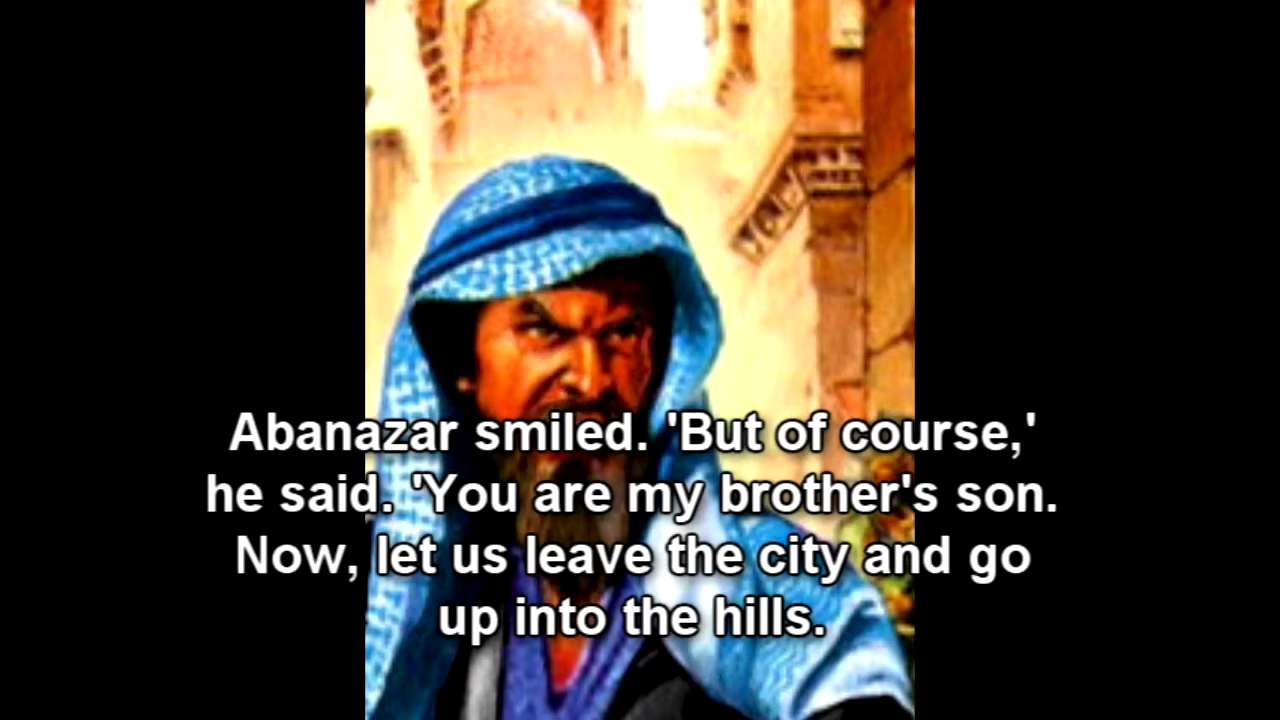 Abanazar smiled. 'But of course,'
he said. 'You are my brother's son.
Now, let us leave the city and go
up into the hills.